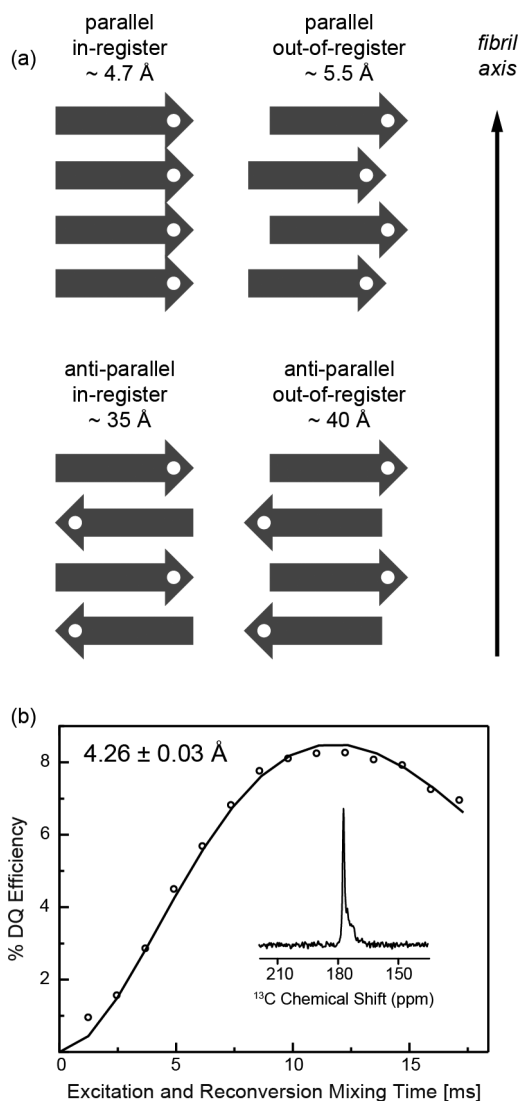 (a)
parallel
in-register
~ 4.7 Å
parallel
out-of-register
~ 5.5 Å
fibril
axis
anti-parallel
in-register
~ 35 Å
anti-parallel
out-of-register
~ 40 Å
(b)
4.26 ± 0.03 Å
% DQ Efficiency
8
6
4
2
0
5
10
15
Excitation and Reconversion Mixing Time [ms]
210
180
150
¹³C Chemical Shift (ppm)